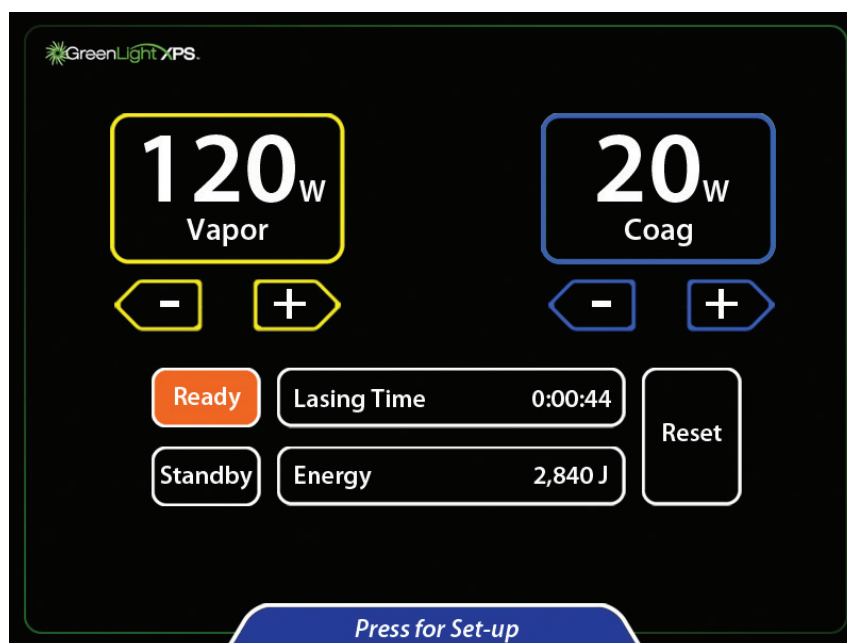 GreenLight XPS™
120W
20W
Vapor
Coag
- +
- +
Ready
Lasing Time 0:00:44
Reset
Standby
Energy 2,840 J
Press for Set-up